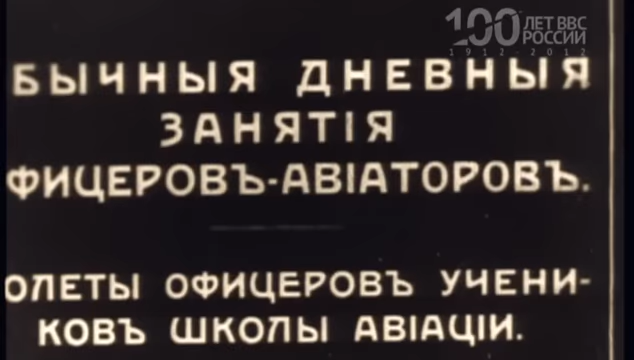 100 ЛЕТ ВВС
РОССИИ
1912-2012
БЫЧНЫЯ ДНЕВНЫЯ
ЗАНЯТІЯ
ФИЦЕРОВЪ-АВІАТОРОВЪ.
ОЛЕТЫ ОФИЦЕРОВЪ УЧЕНИ-
КОВЪ ШКОЛЫ АВІАЦІИ.